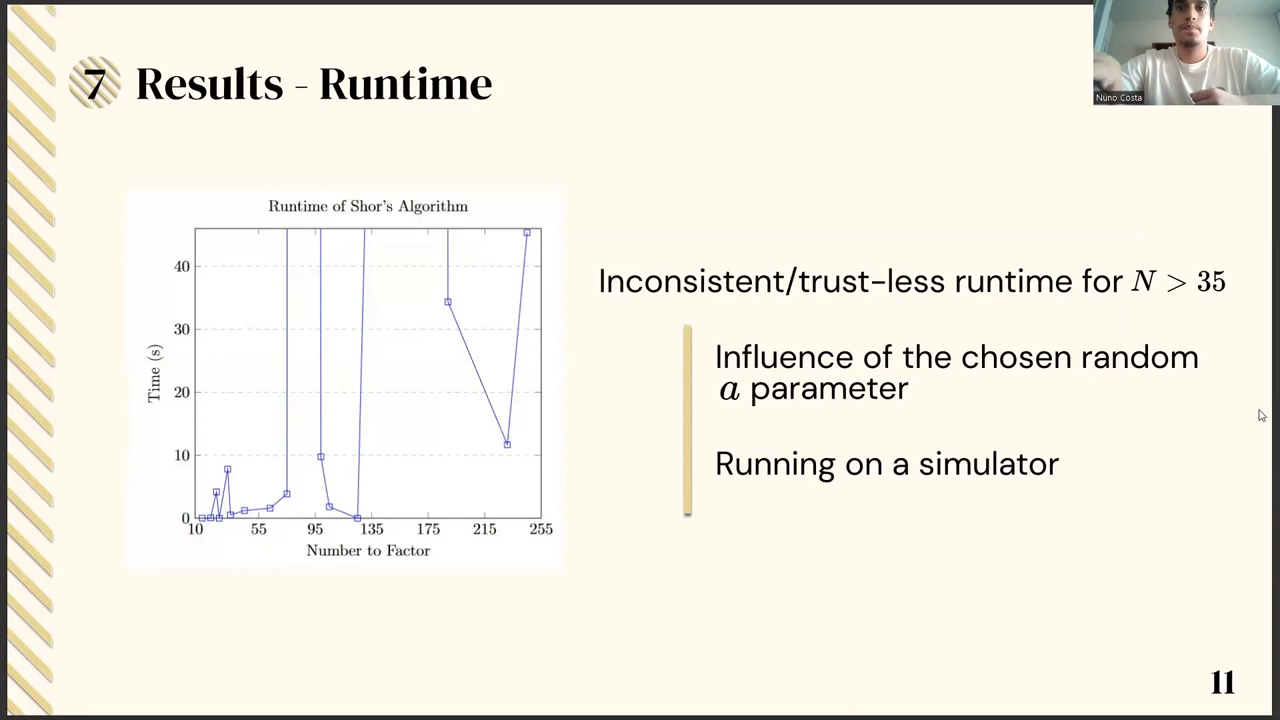 7 Results - Runtime
Nuno Costa
Runtime of Shor's Algorithm
40
30
20
10
0
Time (s)
10 55 95 135 175 215 255
Number to Factor
Inconsistent/trust-less runtime for N > 35
Influence of the chosen random
a parameter
Running on a simulator
11